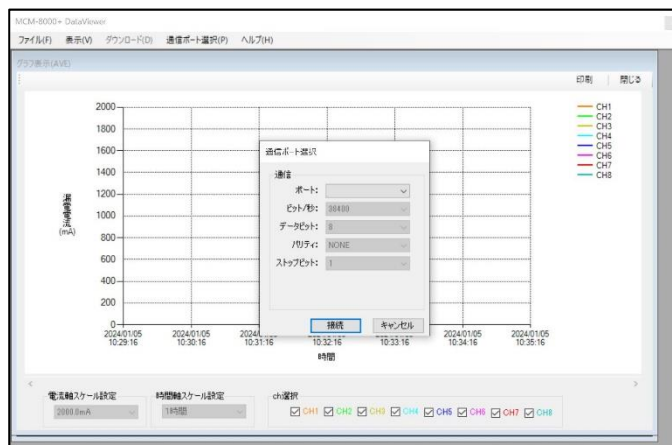 MCM-8000+ DataViewer
ファイル(F) 表示(V) ダウンロード(D) 通信ポート選択(P) ヘルプ(H)
グラフ表示(AVE)
印刷 閉じる
2000
1800
1600
1400
1200
1000
800
600
400
200
0
漏電電流
(mA)
2024/01/05
10:29:16
2024/01/05
10:30:16
2024/
10:31:16
10:32:16
10:33:16
2024/01/05
10:34:16
2024/01/05
10:35:16
時間
CH1
CH2
CH3
CH4
CH5
CH6
CH7
CH8
通信ポート選択
通信
ポート:
ビット/秒: 38400
データビット: 8
パリティ: NONE
ストップビット: 1
接続 キャンセル
電流軸スケール設定
2000.0mA
時間軸スケール設定
1時間
ch選択
CH1 CH2 CH3 CH4 CH5 CH6 CH7 CH8